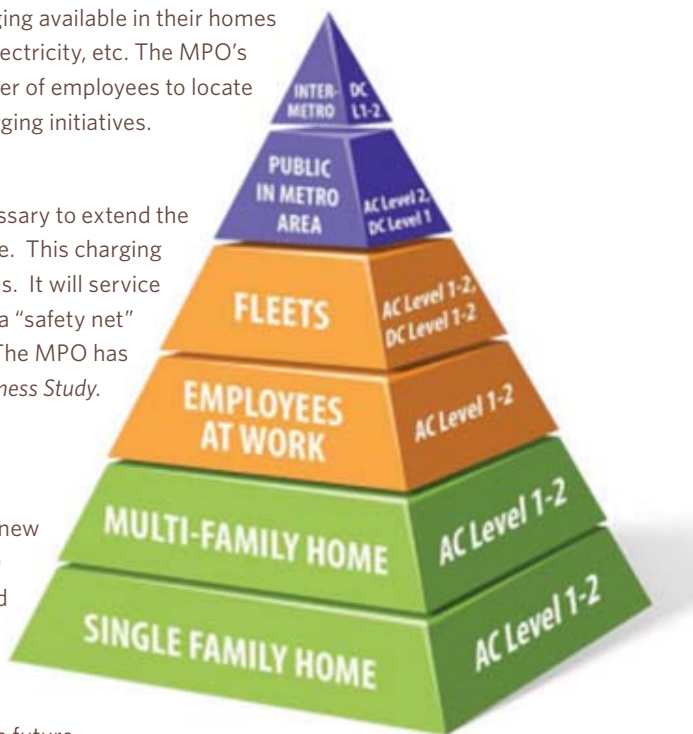 ging available in their homes
ectricity, etc. The MPO's
er of employees to locate
ging initiatives.
ssary to extend the
e. This charging
es. It will service
a “safety net”
The MPO has
ness Study.
new
d
future
INTER-
METRO
DC
L1-2
PUBLIC
IN METRO
AREA
AC Level 2,
DC Level 1
FLEETS
AC Level 1-2,
DC Level 1-2
EMPLOYEES
AT WORK
AC Level 1-2
MULTI-FAMILY HOME
AC Level 1-2
SINGLE FAMILY HOME
AC Level 1-2